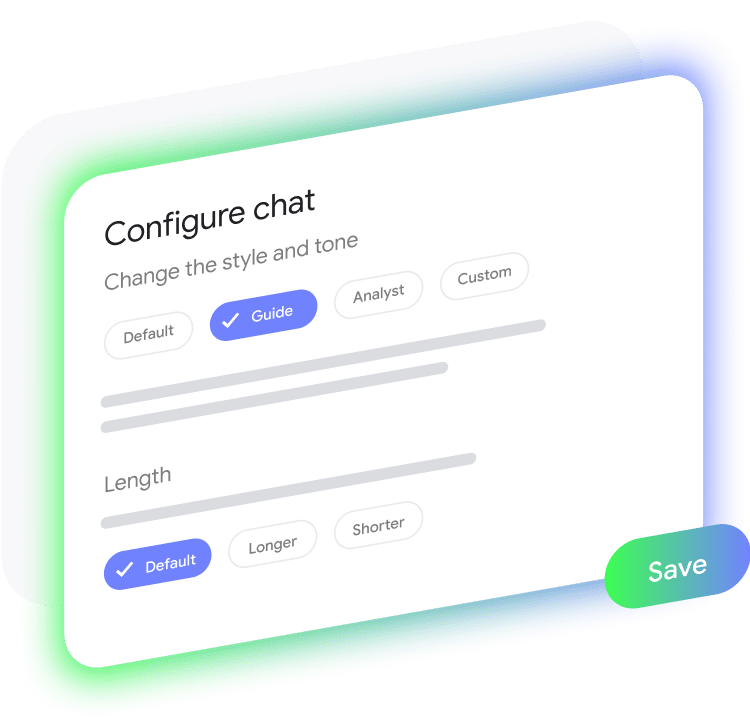 Configure chat
Change the style and tone
Default Guide Analyst Custom
Length
Default Longer Shorter
Save